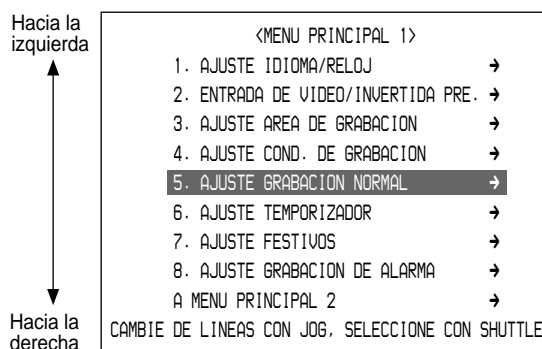 Hacia la
izquierda
<MENU PRINCIPAL 1>
1. AJUSTE IDIOMA/RELOJ →
2. ENTRADA DE VIDEO/INVERTIDA PRE. →
3. AJUSTE AREA DE GRABACION →
4. AJUSTE COND. DE GRABACION →
5. AJUSTE GRABACION NORMAL →
6. AJUSTE TEMPORIZADOR →
7. AJUSTE FESTIVOS →
8. AJUSTE GRABACION DE ALARMA →
A MENU PRINCIPAL 2 →
CAMBIE DE LINEAS CON JOG, SELECCIONE CON SHUTTLE
Hacia la
derecha